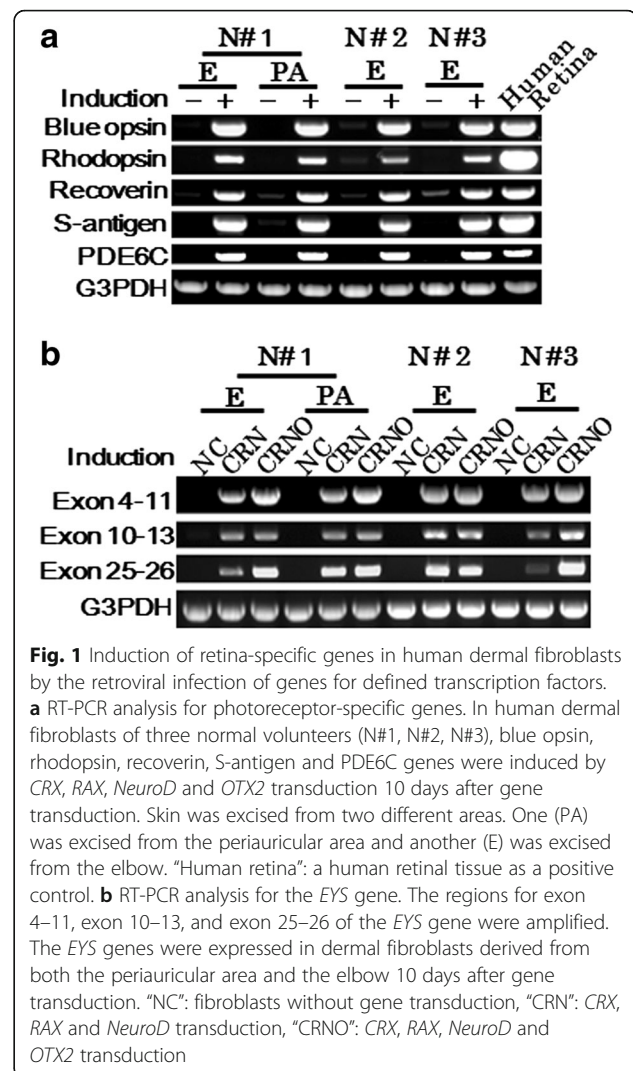 a
N#1 N#2 N#3
E PA E E Human Retina
Induction − + − + − + − +
Blue opsin
Rhodopsin
Recoverin
S-antigen
PDE6C
G3PDH
b
N#1 N#2 N#3
E PA E E
Induction NC CRN CRNO NC CRN CRNO NC CRN CRNO NC CRN CRNO
Exon 4-11
Exon 10-13
Exon 25-26
G3PDH
Fig. 1 Induction of retina-specific genes in human dermal fibroblasts
by the retroviral infection of genes for defined transcription factors.
a RT-PCR analysis for photoreceptor-specific genes. In human dermal
fibroblasts of three normal volunteers (N#1, N#2, N#3), blue opsin,
rhodopsin, recoverin, S-antigen and PDE6C genes were induced by
CRX, RAX, NeuroD and OTX2 transduction 10 days after gene
transduction. Skin was excised from two different areas. One (PA)
was excised from the periauricular area and another (E) was excised
from the elbow. “Human retina”: a human retinal tissue as a positive
control. b RT-PCR analysis for the EYS gene. The regions for exon
4–11, exon 10–13, and exon 25–26 of the EYS gene were amplified.
The EYS genes were expressed in dermal fibroblasts derived from
both the periauricular area and the elbow 10 days after gene
transduction. “NC”: fibroblasts without gene transduction, “CRN”: CRX,
RAX and NeuroD transduction, “CRNO”: CRX, RAX, NeuroD and
OTX2 transduction